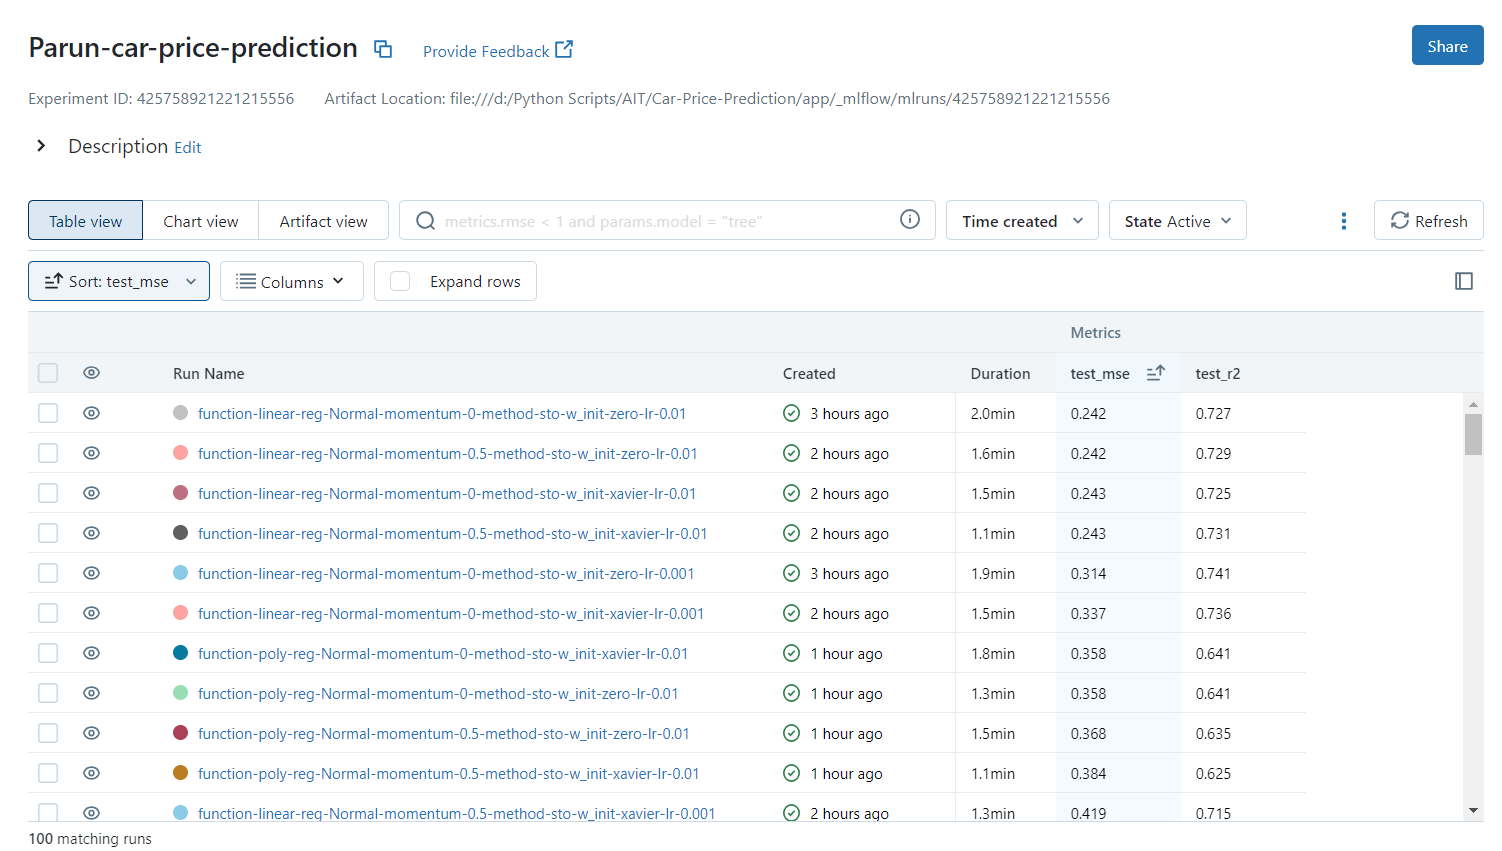 Parun-car-price-prediction Provide Feedback Share
Experiment ID: 425758921221215556 Artifact Location: file:///d:/Python Scripts/AIT/Car-Price-Prediction/app/_mlflow/mlruns/425758921221215556
Description Edit
Table view Chart view Artifact view metrics.rmse < 1 and params.model = "tree" Time created State Active Refresh
Sort: test_mse Columns Expand rows
Metrics
Run Name Created Duration test_mse test_r2
function-linear-reg-Normal-momentum-0-method-sto-w_init-zero-lr-0.01 3 hours ago 2.0min 0.242 0.727
function-linear-reg-Normal-momentum-0.5-method-sto-w_init-zero-lr-0.01 2 hours ago 1.6min 0.242 0.729
function-linear-reg-Normal-momentum-0-method-sto-w_init-xavier-lr-0.01 2 hours ago 1.5min 0.243 0.725
function-linear-reg-Normal-momentum-0.5-method-sto-w_init-xavier-lr-0.01 2 hours ago 1.1min 0.243 0.731
function-linear-reg-Normal-momentum-0-method-sto-w_init-zero-lr-0.001 3 hours ago 1.9min 0.314 0.741
function-linear-reg-Normal-momentum-0-method-sto-w_init-xavier-lr-0.001 2 hours ago 1.5min 0.337 0.736
function-poly-reg-Normal-momentum-0-method-sto-w_init-xavier-lr-0.01 1 hour ago 1.8min 0.358 0.641
function-poly-reg-Normal-momentum-0-method-sto-w_init-zero-lr-0.01 1 hour ago 1.3min 0.358 0.641
function-poly-reg-Normal-momentum-0.5-method-sto-w_init-zero-lr-0.01 1 hour ago 1.5min 0.368 0.635
function-poly-reg-Normal-momentum-0.5-method-sto-w_init-xavier-lr-0.01 1 hour ago 1.1min 0.384 0.625
function-linear-reg-Normal-momentum-0.5-method-sto-w_init-xavier-lr-0.001 2 hours ago 1.3min 0.419 0.715
100 matching runs